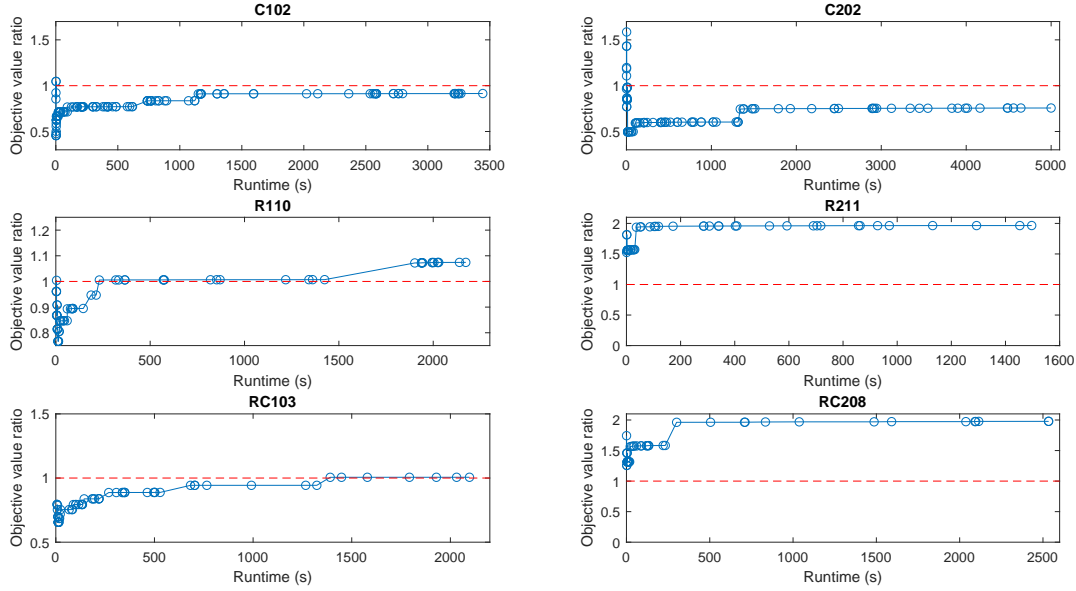 C102
Objective value ratio
1.5
1
0.5
0 500 1000 1500 2000 2500 3000 3500
Runtime (s)
C202
Objective value ratio
1.5
1
0.5
0 1000 2000 3000 4000 5000
Runtime (s)
R110
Objective value ratio
1.2
1.1
1
0.9
0.8
0 500 1000 1500 2000
Runtime (s)
R211
Objective value ratio
2
1.5
1
0.5
0
0 200 400 600 800 1000 1200 1400 1600
Runtime (s)
RC103
Objective value ratio
1.5
1
0.5
0 500 1000 1500 2000
Runtime (s)
RC208
Objective value ratio
2
1.5
1
0.5
0
0 500 1000 1500 2000 2500
Runtime (s)